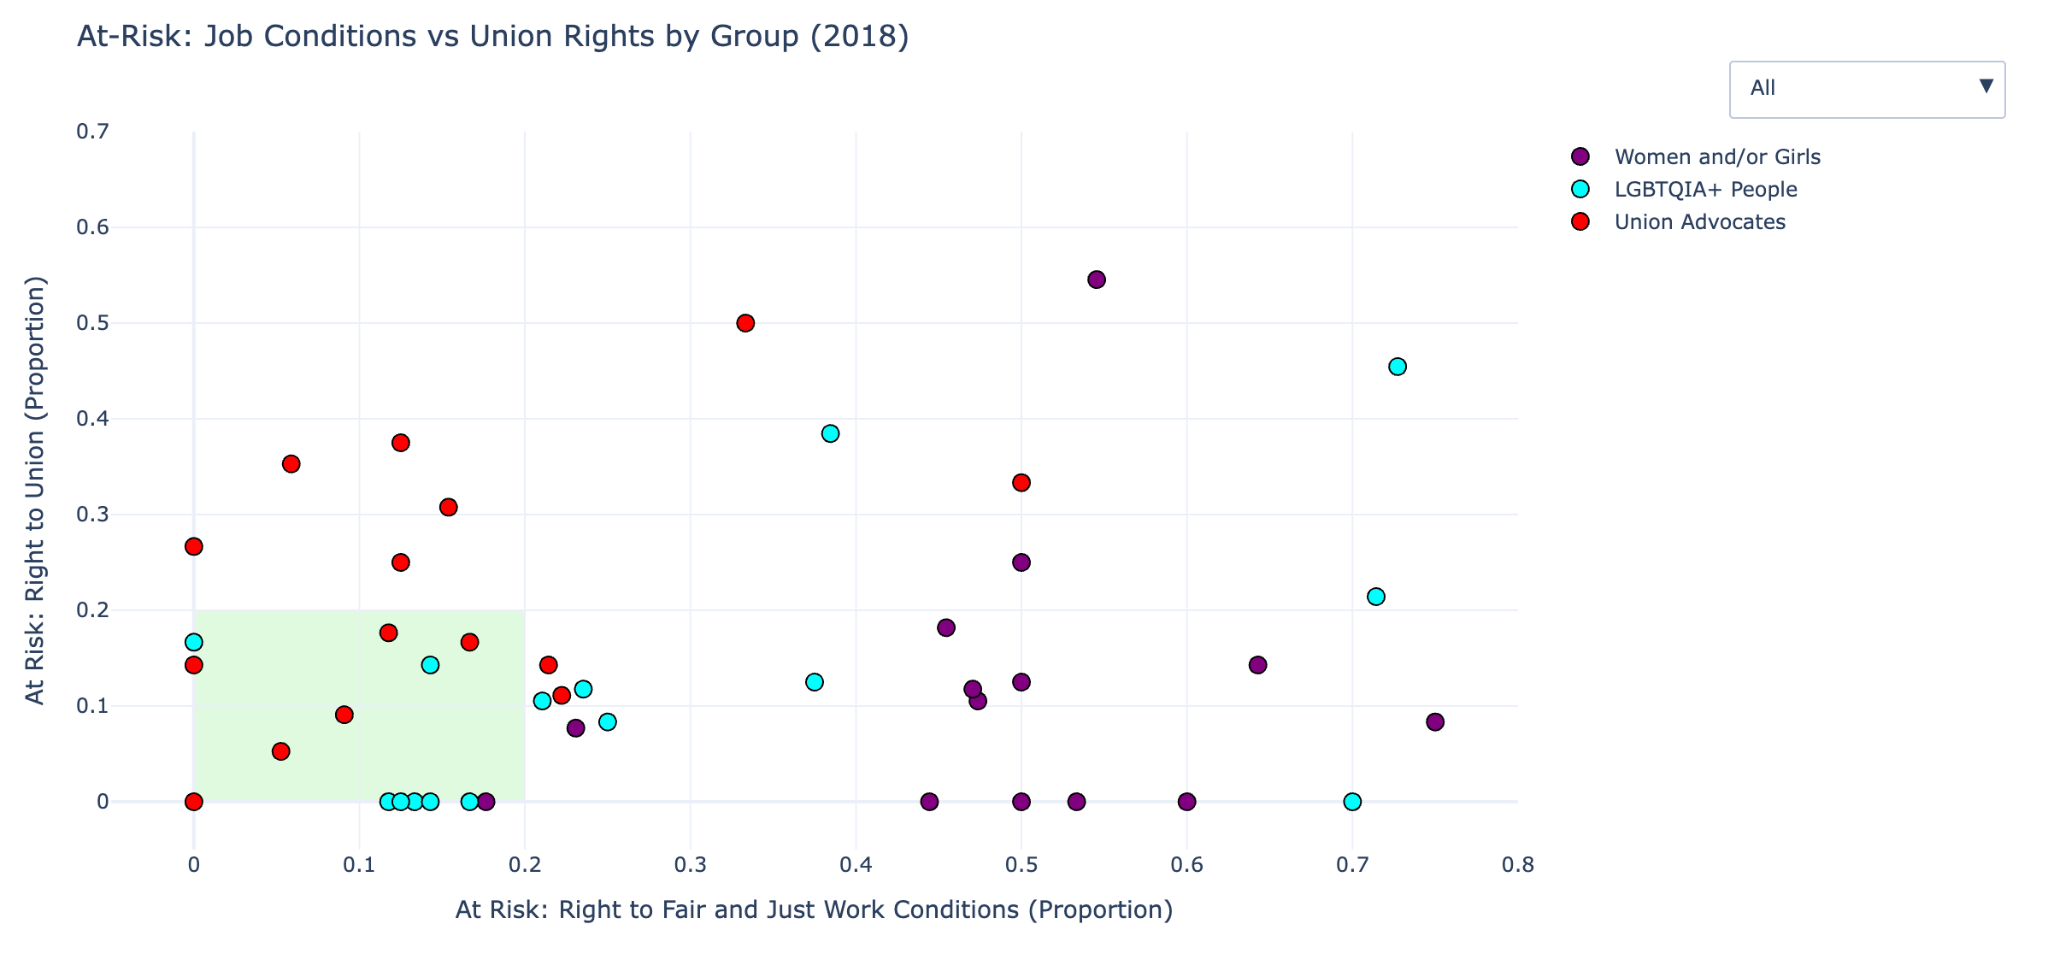 At-Risk: Job Conditions vs Union Rights by Group (2018)
All ▼
Women and/or Girls
LGBTQIA+ People
Union Advocates
At Risk: Right to Union (Proportion)
0.7
0.6
0.5
0.4
0.3
0.2
0.1
0
0 0.1 0.2 0.3 0.4 0.5 0.6 0.7 0.8
At Risk: Right to Fair and Just Work Conditions (Proportion)